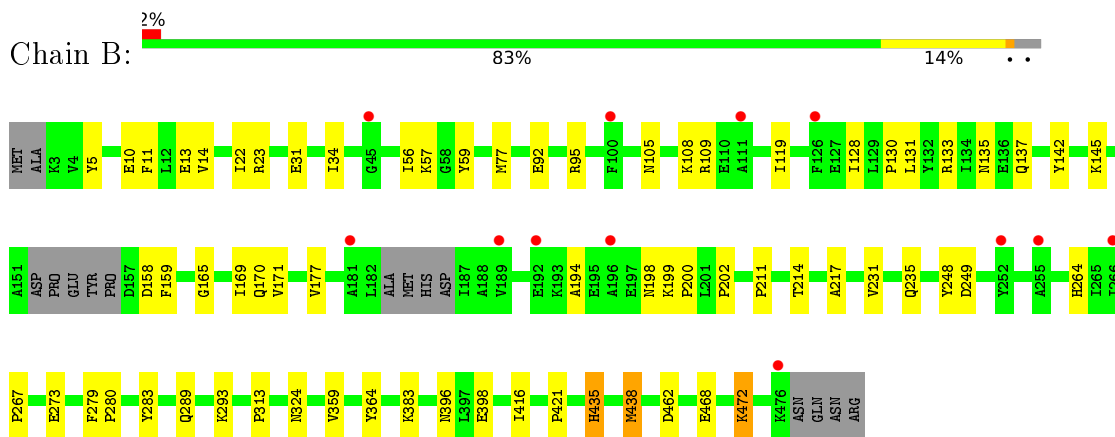 2%
Chain B:
83% 14% • •
MET ALA K3 V4 Y5 E10 F11 L12 E13 V14 I22 R23 E31 I34 G45 I56 K57 G58 Y59 M77 E92 R95 F100 N105 K108 R109 E110 A111 I119 F126 E127 I128 L129 P130 L131 Y132 R133 I134 N135 E136 Q137 Y142 K145
A151 ASP PRO GLU TYR PRO D157 D158 F159 G165 I169 Q170 V171 V177 A181 L182 ALA MET HIS ASP I187 A188 V189 E192 K193 A194 E195 A196 E197 N198 K199 P200 L201 P202 P211 T214 A217 V231 Q235 Y248 D249 Y252 A255 H264 I265 I266
P267 E273 F279 P280 Y283 Q289 K293 P313 N324 V359 Y364 K383 N396 L397 E398 I416 P421 H435 M438 D462 E468 K472 K476 ASN GLN ASN ARG